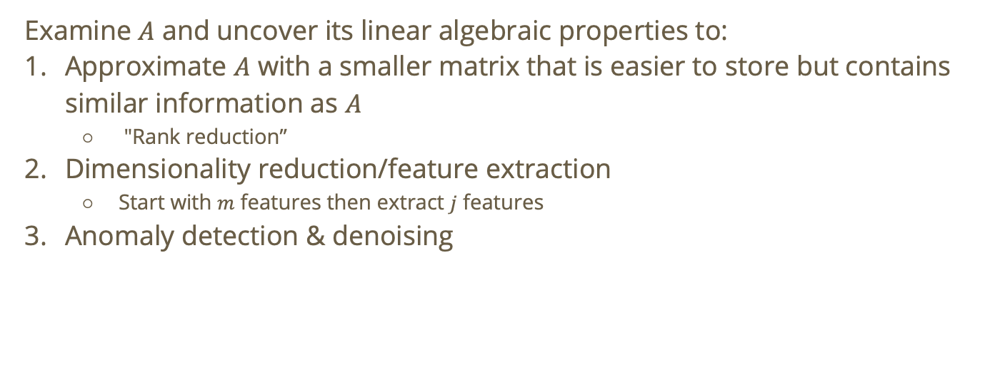 Examine A and uncover its linear algebraic properties to:
1. Approximate A with a smaller matrix that is easier to store but contains
similar information as A
○ "Rank reduction”
2. Dimensionality reduction/feature extraction
○ Start with m features then extract j features
3. Anomaly detection & denoising